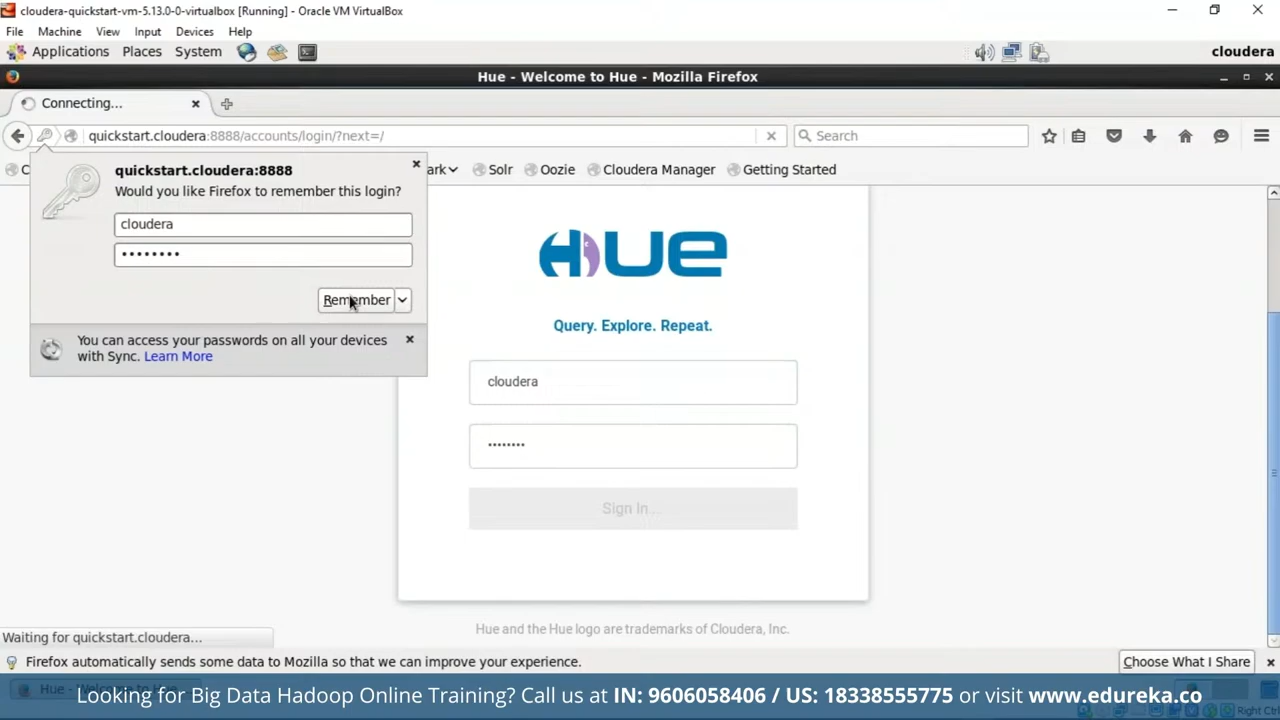 cloudera-quickstart-vm-5.13.0-0-virtualbox [Running] - Oracle VM VirtualBox
File Machine View Input Devices Help
Applications Places System cloudera
Hue - Welcome to Hue - Mozilla Firefox
Connecting...
quickstart.cloudera:8888/accounts/login/?next=/ Search
C ark Solr Oozie Cloudera Manager Getting Started
quickstart.cloudera:8888
Would you like Firefox to remember this login?
cloudera
••••••••
Remember
You can access your passwords on all your devices
with Sync. Learn More
HUE
Query. Explore. Repeat.
cloudera
••••••••
Sign In...
Hue and the Hue logo are trademarks of Cloudera, Inc.
Waiting for quickstart.cloudera...
Firefox automatically sends some data to Mozilla so that we can improve your experience. Choose What I Share
Looking for Big Data Hadoop Online Training? Call us at IN: 9606058406 / US: 18338555775 or visit www.edureka.co
Right Ctrl